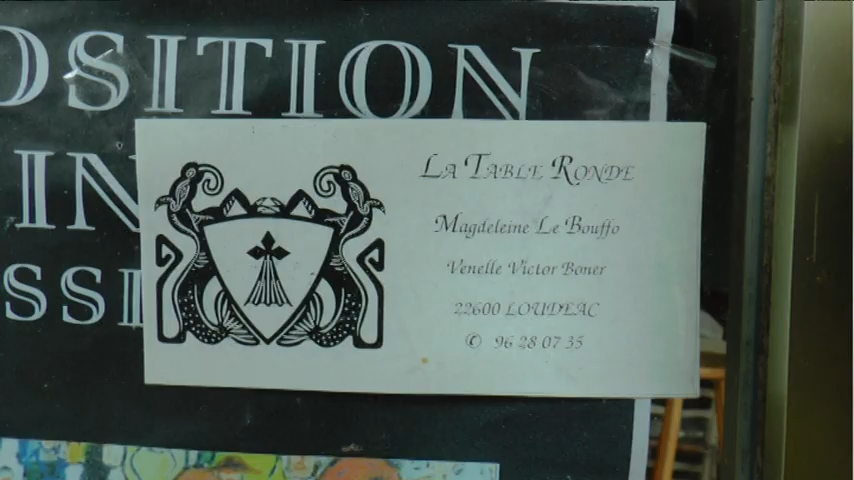 OSITION
IN
SSI
LA TABLE RONDE
Magdeleine Le Bouffo
Venelle Victor Boner
22600 LOUDEAC
© 96 28 07 35